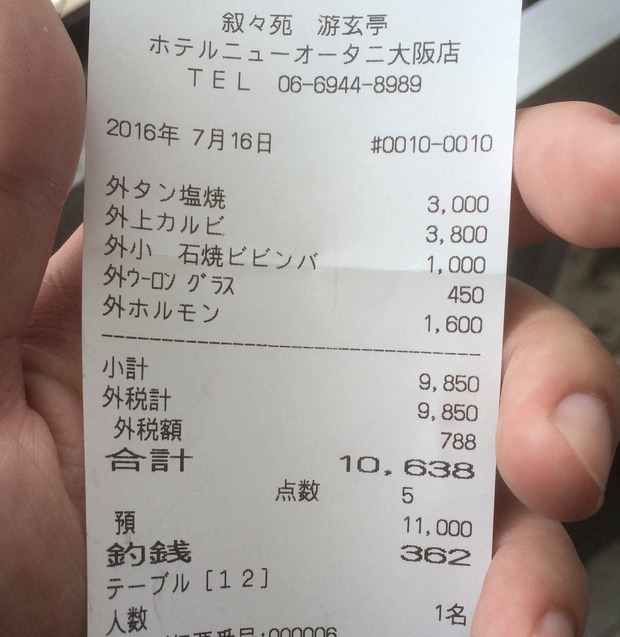 叙々苑 游玄亭
ホテルニューオータニ大阪店
TEL 06-6944-8989
2016年 7月16日 #0010-0010
外タン塩焼 3,000
外上カルビ 3,800
外小 石焼ビビンバ 1,000
外ウーロン グラス 450
外ホルモン 1,600
小計 9,850
外税計 9,850
外税額 788
合計 10,638
点数 5
預 11,000
釣銭 362
テーブル[12]
人数 1名
票番号:000006